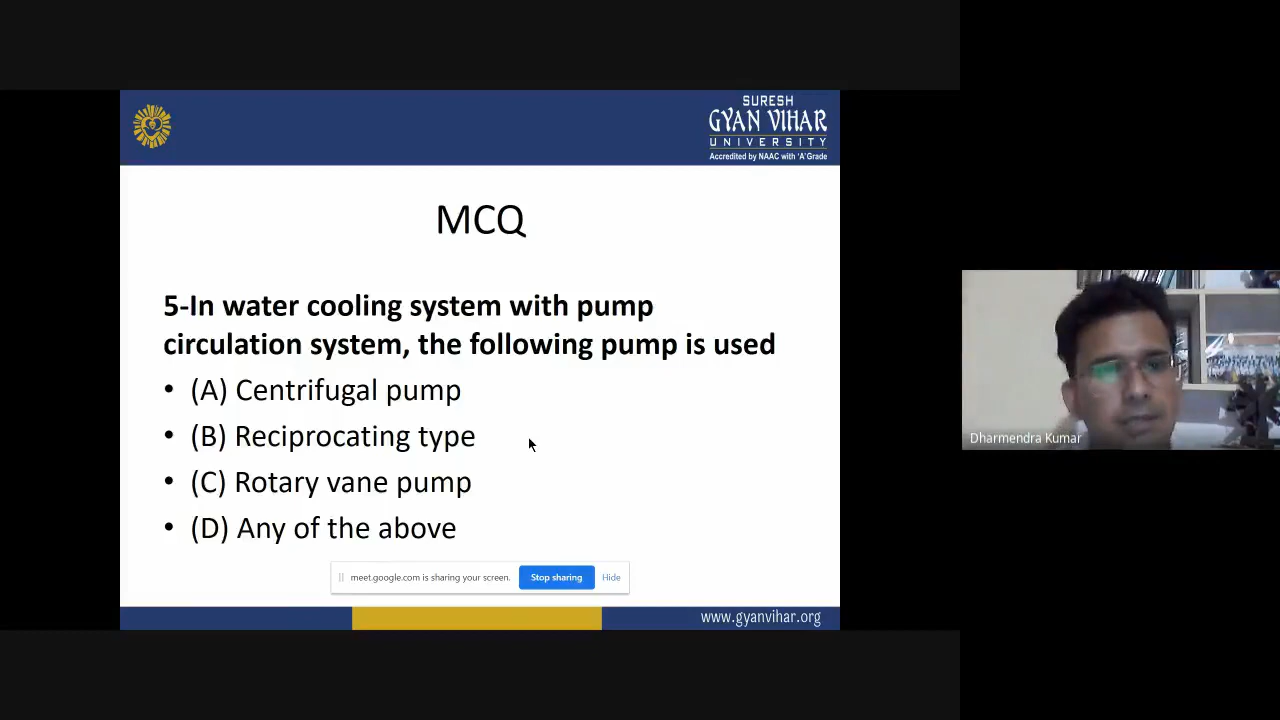 SURESH
GYAN VIHAR
UNIVERSITY
Accredited by NAAC with 'A' Grade
MCQ
5-In water cooling system with pump
circulation system, the following pump is used
• (A) Centrifugal pump
• (B) Reciprocating type
• (C) Rotary vane pump
• (D) Any of the above
meet.google.com is sharing your screen.
Stop sharing
Hide
www.gyanvihar.org
Dharmendra Kumar